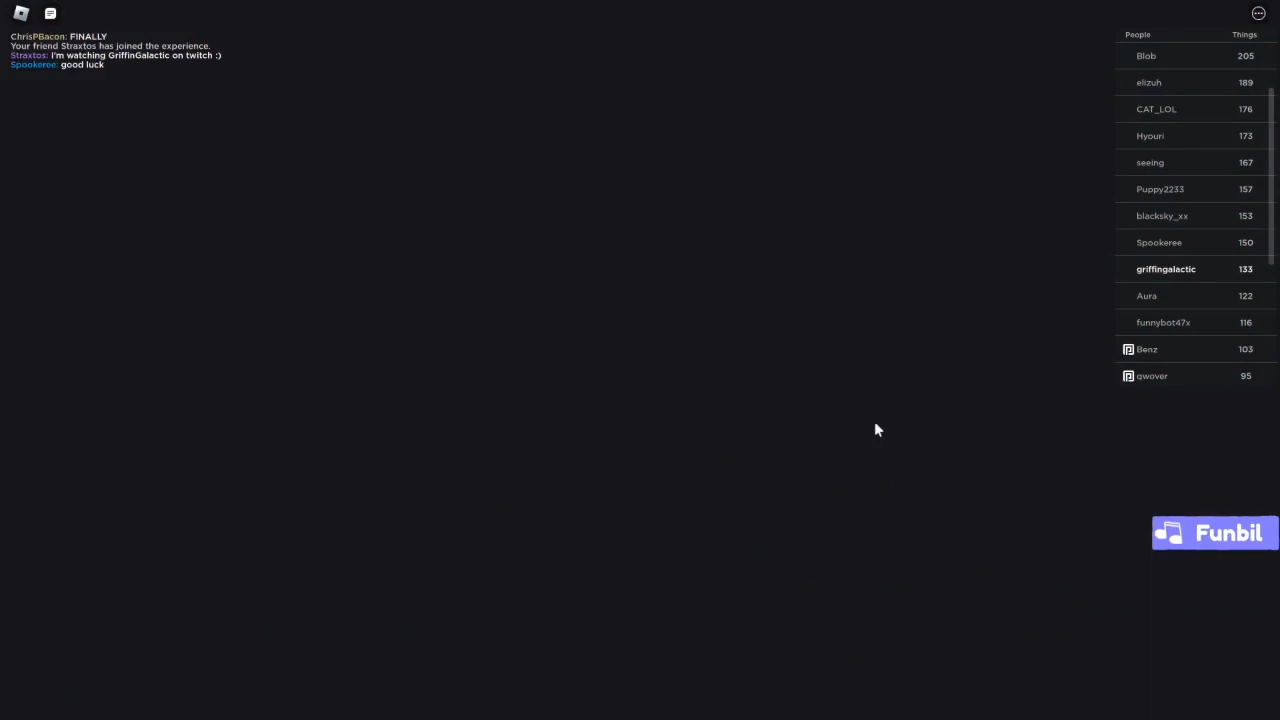 ChrisPBacon: FINALLY
Your friend Straxtos has joined the experience.
Straxtos: I'm watching GriffinGalactic on twitch :)
Spookeree: good luck
People Things
Blob 205
elizuh 189
CAT_LOL 176
Hyouri 173
seeing 167
Puppy2233 157
blacksky_xx 153
Spookeree 150
griffingalactic 133
Aura 122
funnybot47x 116
Benz 103
qwover 95
Funbil